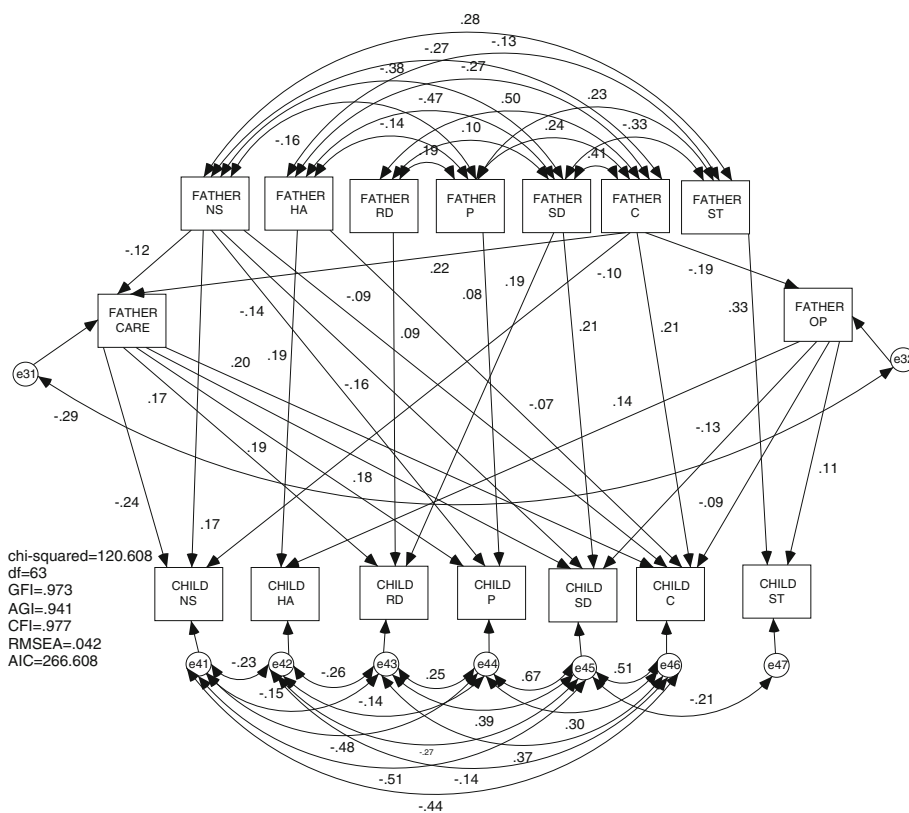 .28
-.13
-.27
-.27
-.38
-.47
.50
.23
-.16
-.14
.10
.24
-.33
.19
.41
FATHER
NS
FATHER
HA
FATHER
RD
FATHER
P
FATHER
SD
FATHER
C
FATHER
ST
-.12
.22
-.10
-.19
FATHER
CARE
FATHER
OP
-.14
-.09
.08
.19
.33
.19
.09
.21
.21
e31
e32
.20
.17
-.16
-.07
.14
-.29
.19
-.13
.18
.11
-.24
.17
-.09
chi-squared=120.608
df=63
GFI=.973
AGI=.941
CFI=.977
RMSEA=.042
AIC=266.608
CHILD
NS
CHILD
HA
CHILD
RD
CHILD
P
CHILD
SD
CHILD
C
CHILD
ST
e41
-.23
e42
-.26
e43
.25
e44
.67
e45
.51
e46
e47
-.15
-.14
-.21
.39
.30
-.48
-.27
.37
-.51
-.14
-.44